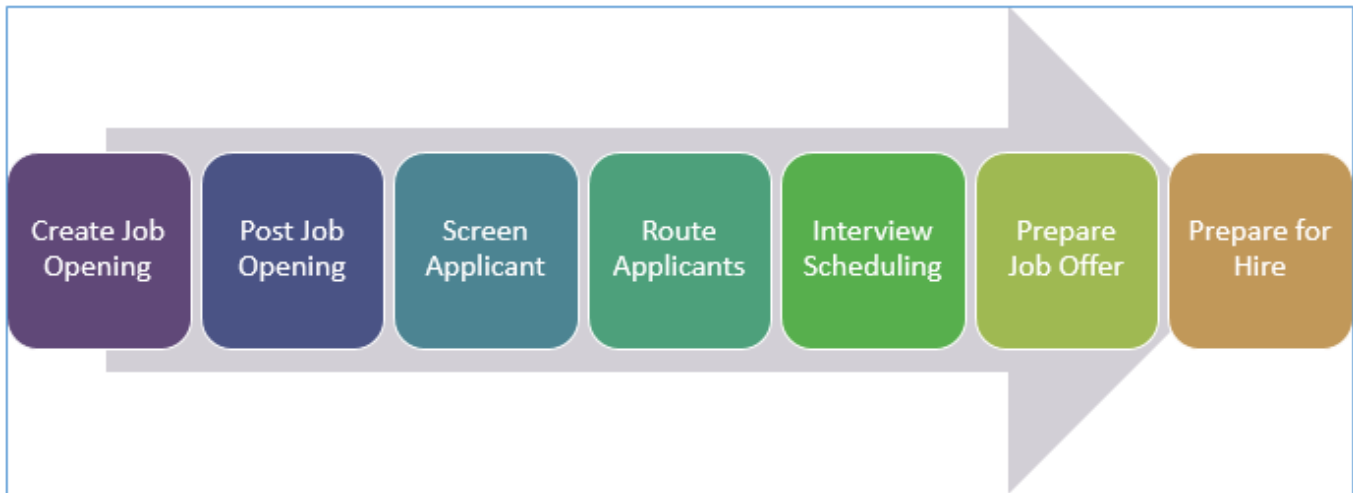 Create Job
Opening
Post Job
Opening
Screen
Applicant
Route
Applicants
Interview
Scheduling
Prepare
Job Offer
Prepare for
Hire